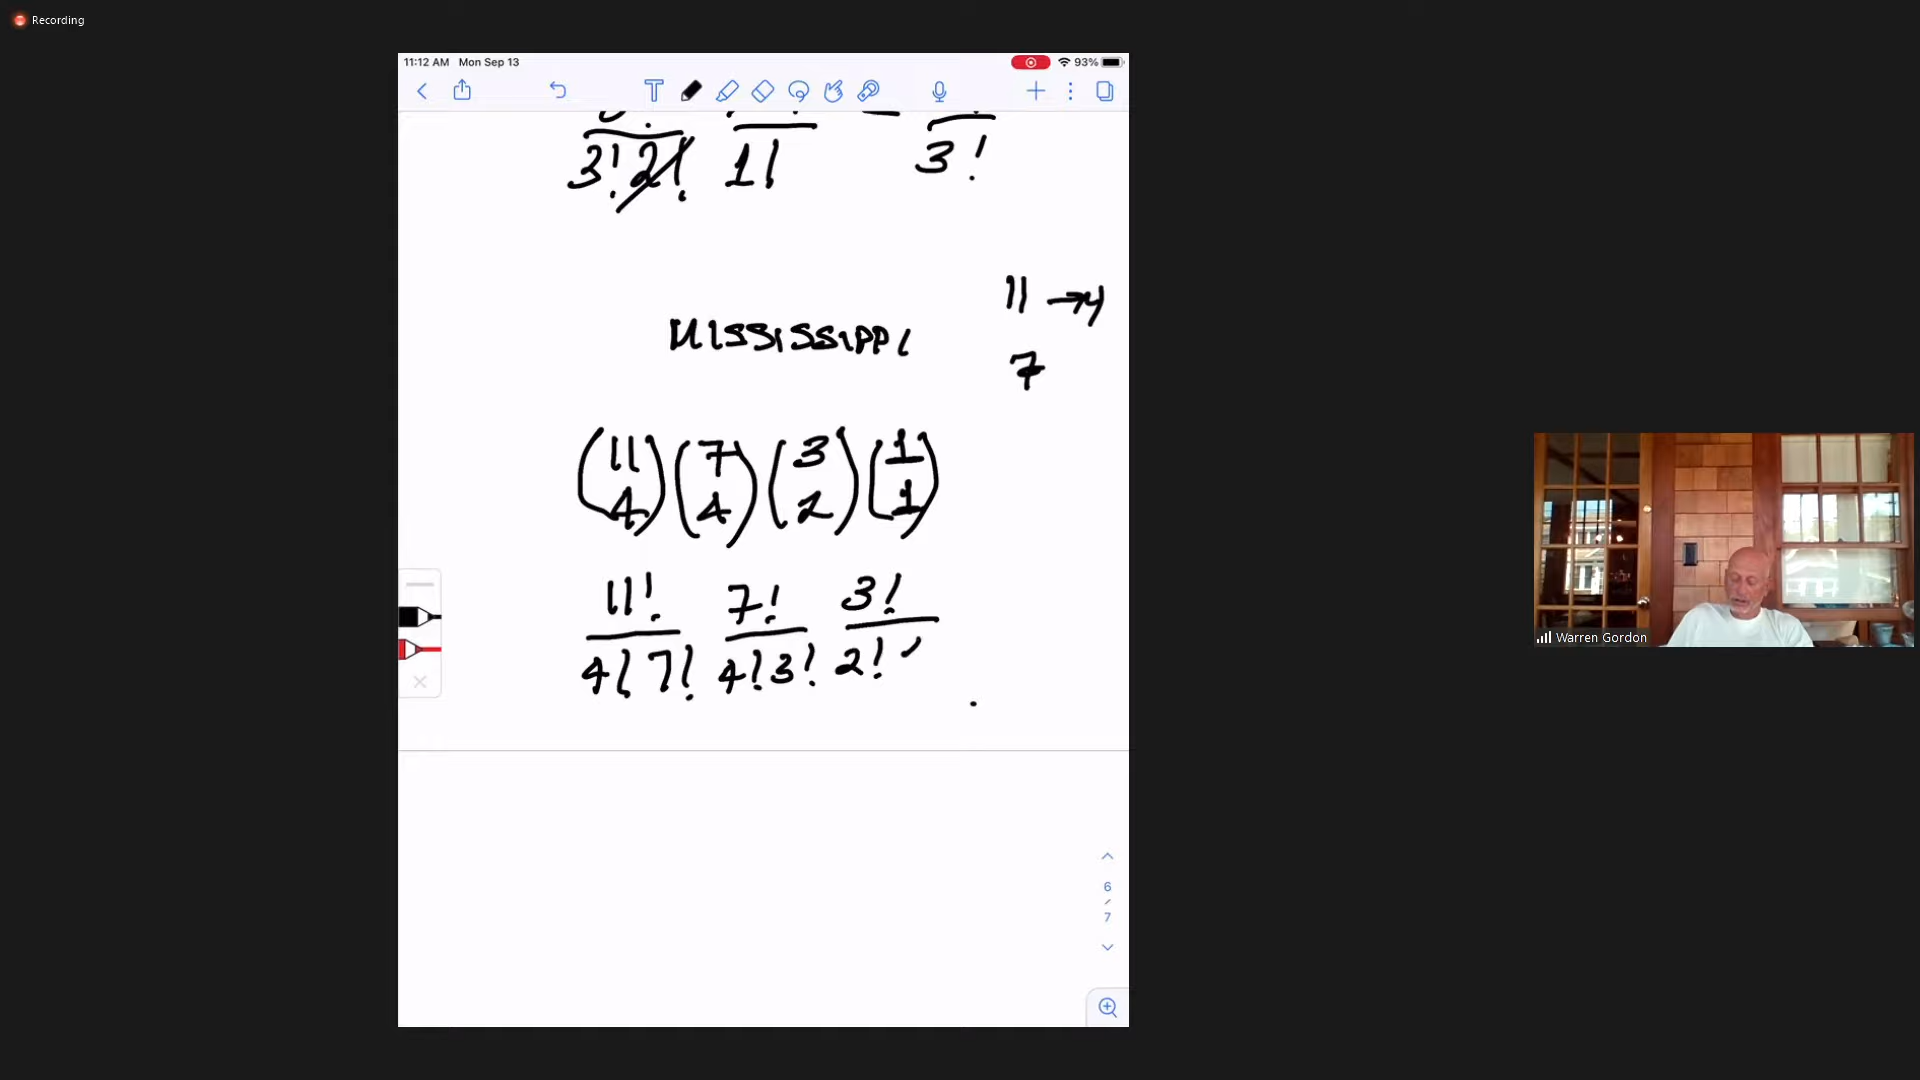 Recording
11:12 AM Mon Sep 13
93%
T
3! 2! 1! 3!
11 → 4
MISSISSIPPI
7
(11 4) (7 4) (3 2) (1 1)
11! 7! 3!
4! 7! 4! 3! 2!
Warren Gordon
6
/
7